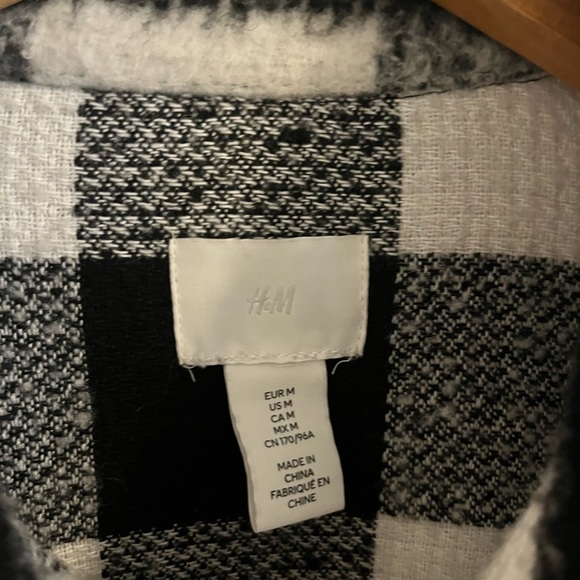 H&M
EUR M
US M
CA M
MX M
CN 170/96A
MADE IN
CHINA
FABRIQUÉ EN
CHINE